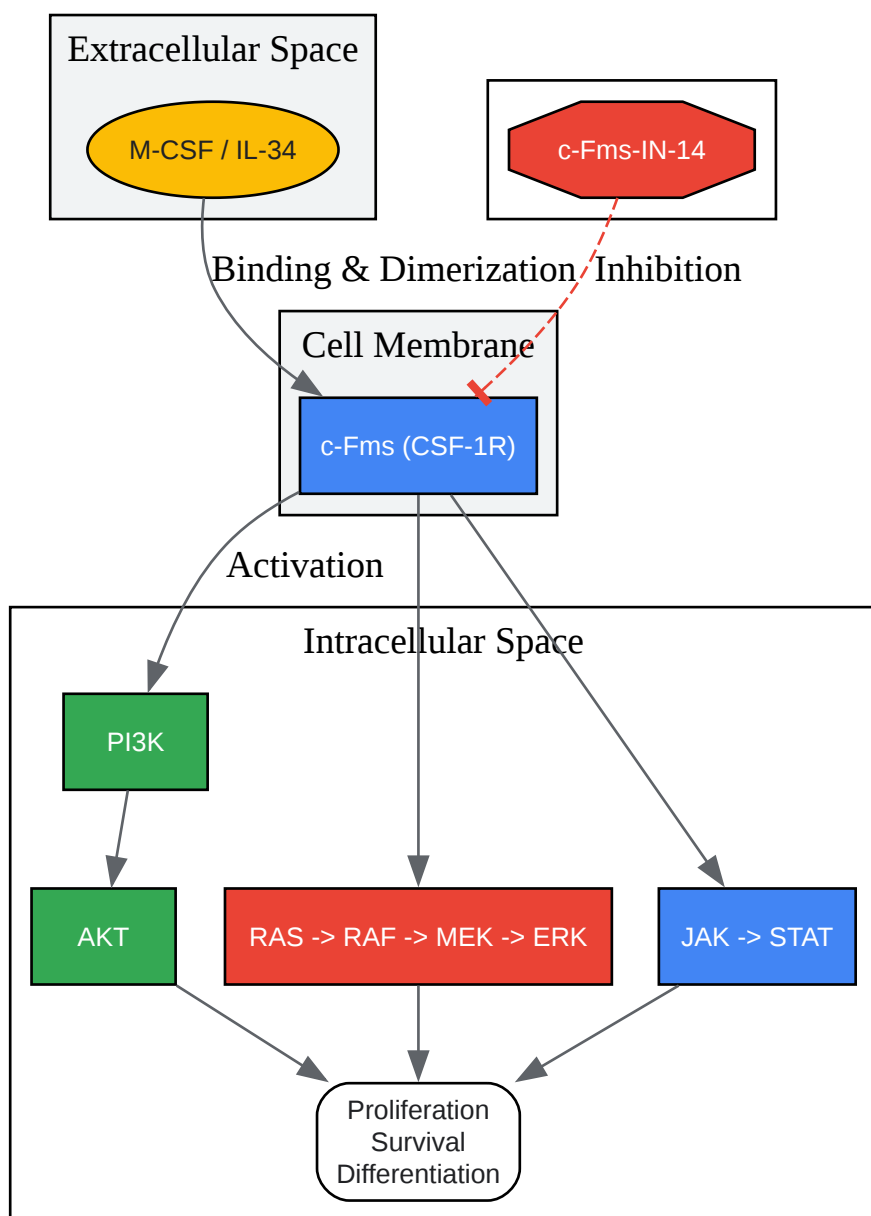 Extracellular Space
M-CSF / IL-34
c-Fms-IN-14
Binding & Dimerization
Inhibition
Cell Membrane
c-Fms (CSF-1R)
Activation
Intracellular Space
PI3K
AKT
RAS -> RAF -> MEK -> ERK
JAK -> STAT
Proliferation
Survival
Differentiation